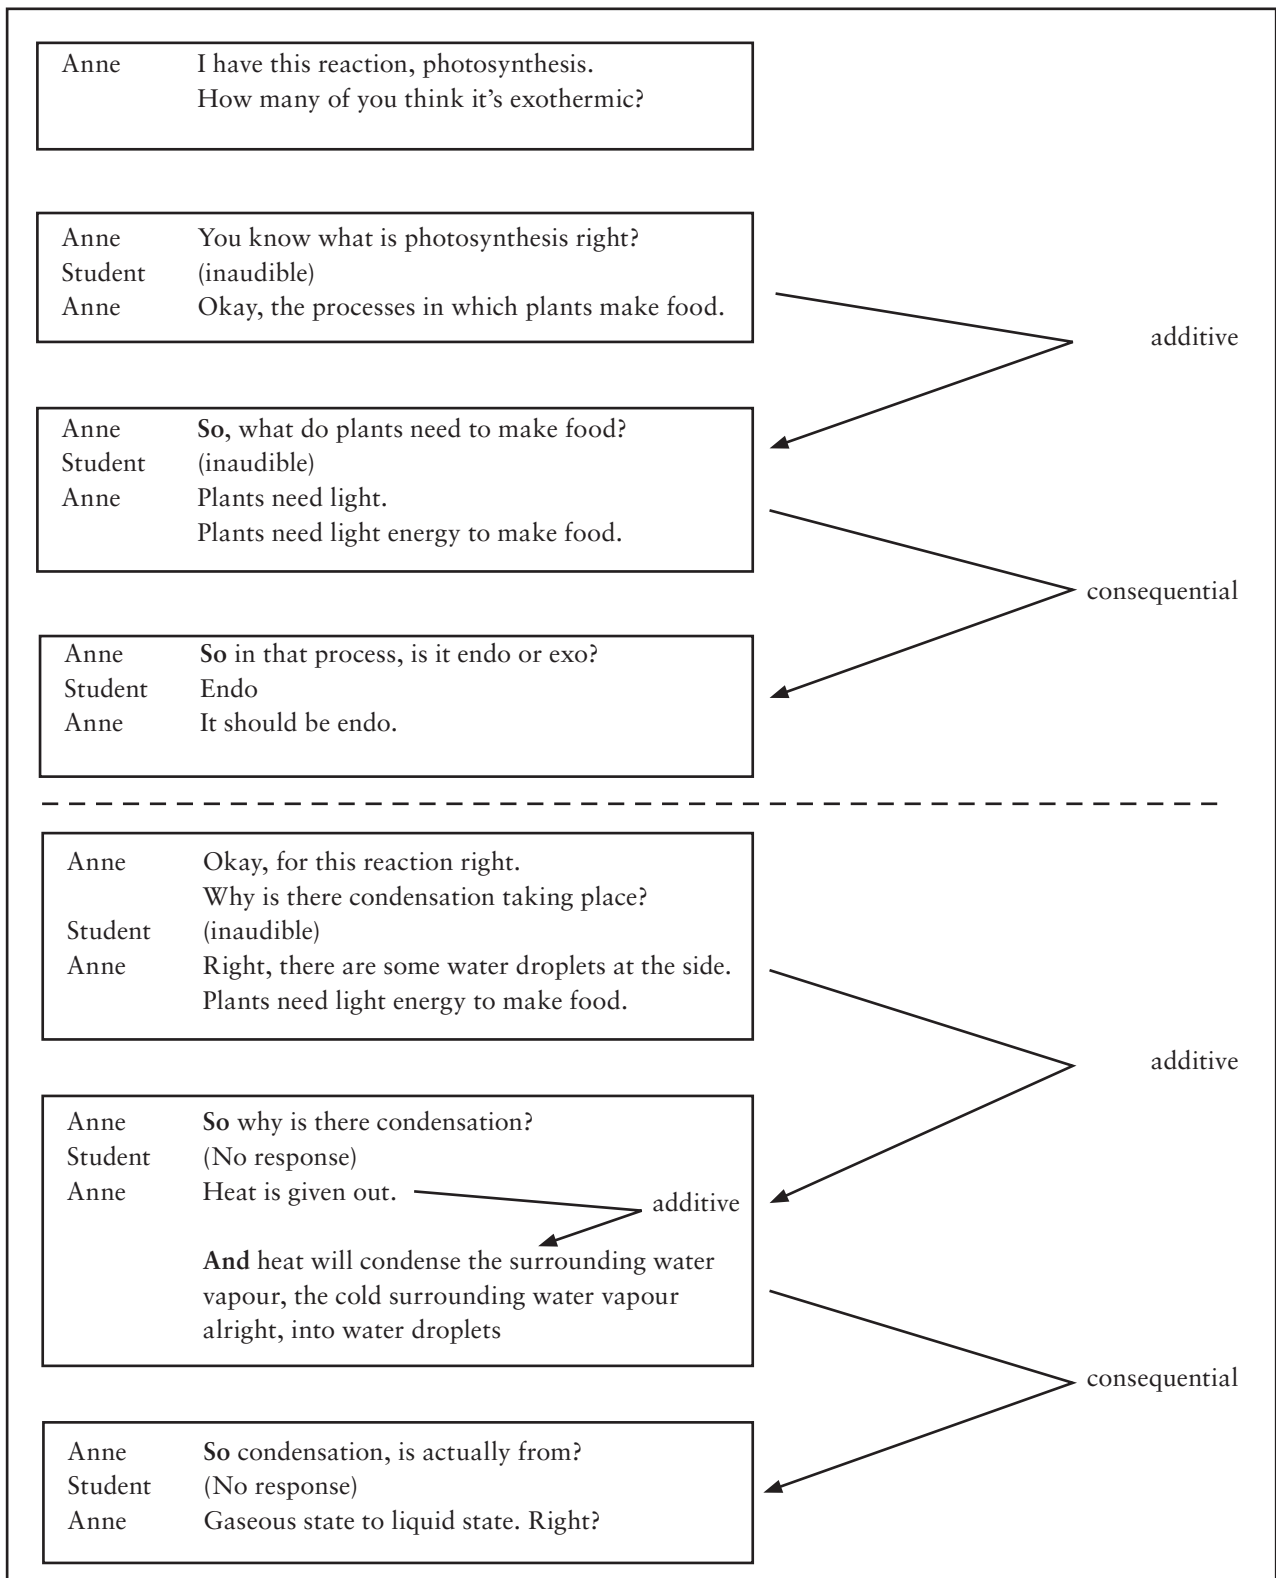 Anne I have this reaction, photosynthesis.
How many of you think it's exothermic?
Anne You know what is photosynthesis right?
Student (inaudible)
Anne Okay, the processes in which plants make food.
additive
Anne So, what do plants need to make food?
Student (inaudible)
Anne Plants need light.
Plants need light energy to make food.
consequential
Anne So in that process, is it endo or exo?
Student Endo
Anne It should be endo.
Anne Okay, for this reaction right.
Why is there condensation taking place?
Student (inaudible)
Anne Right, there are some water droplets at the side.
Plants need light energy to make food.
additive
Anne So why is there condensation?
Student (No response)
Anne Heat is given out.
additive
And heat will condense the surrounding water
vapour, the cold surrounding water vapour
alright, into water droplets
consequential
Anne So condensation, is actually from?
Student (No response)
Anne Gaseous state to liquid state. Right?